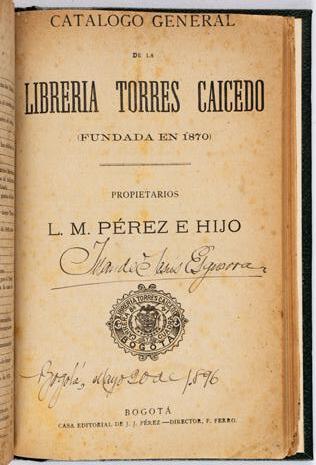 CATALOGO GENERAL
DE LA
LIBRERIA TORRES CAICEDO
(FUNDADA EN 1870)
PROPIETARIOS
L. M. PÉREZ E HIJO
LIBRERIA TORRES CAICEDO
BOGOTÁ
Bogotá, Mayo 20 de 1896
BOGOTÁ
CASA EDITORIAL DE J. J. PÉREZ—DIRECTOR, F. FERRO.